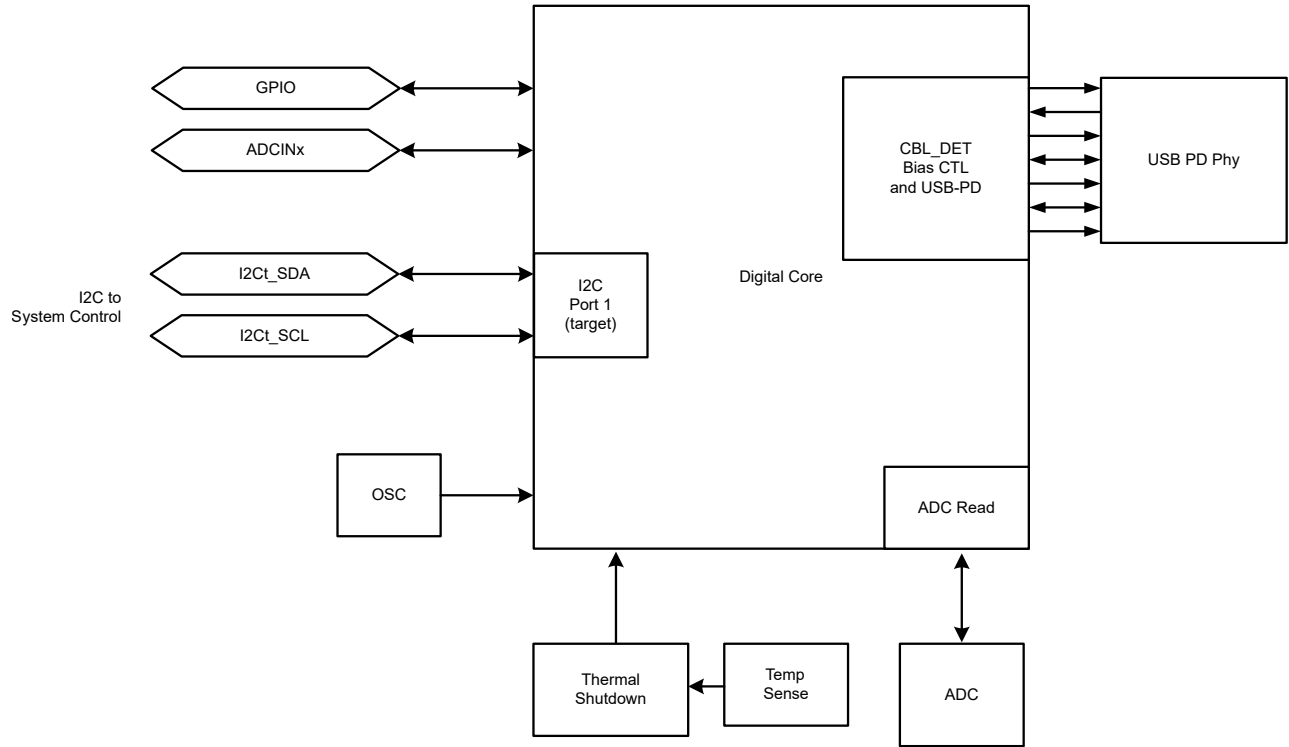 GPIO
ADCINx
CBL_DET
Bias CTL
and USB-PD
USB PD Phy
I2C to
System Control
I2Ct_SDA
I2Ct_SCL
I2C
Port 1
(target)
Digital Core
OSC
ADC Read
Thermal
Shutdown
Temp
Sense
ADC